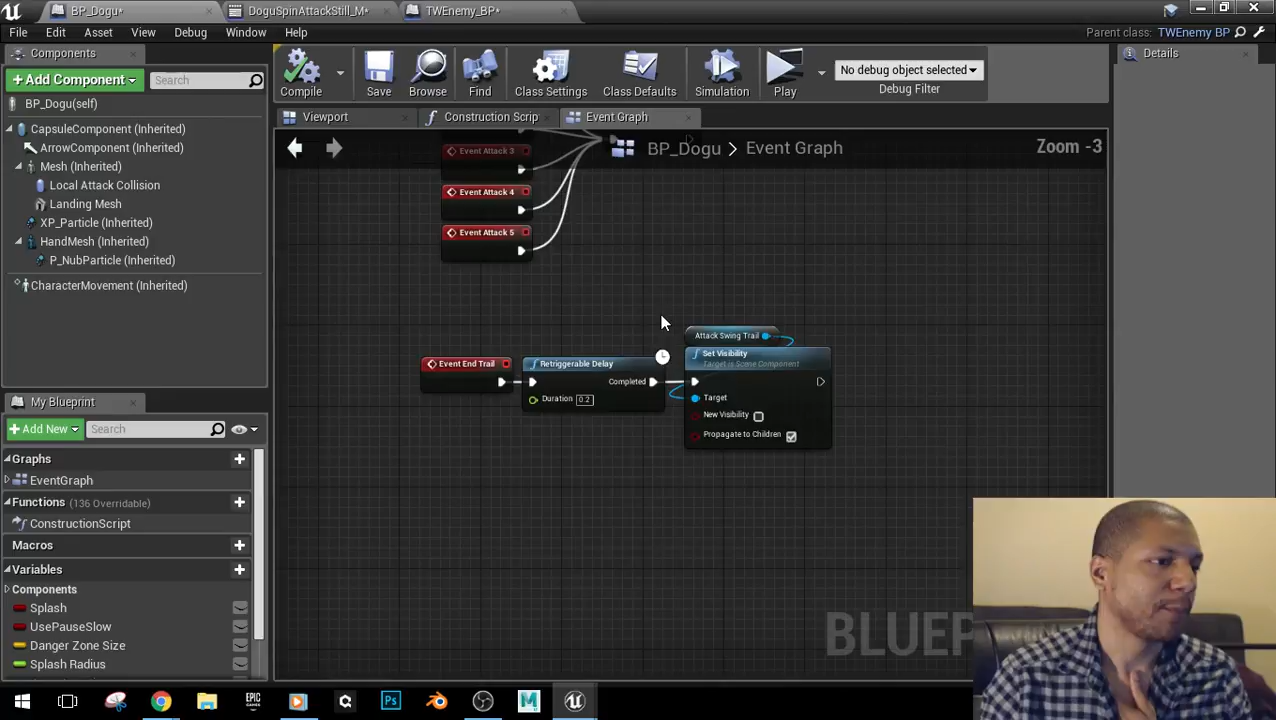 BP_Dogu*
DoguSpinAttackStill_M*
TWEnemy_BP*
File Edit Asset View Debug Window Help
Parent class: TWEnemy BP
Components
Add Component
Search
BP_Dogu(self)
CapsuleComponent (Inherited)
ArrowComponent (Inherited)
Mesh (Inherited)
Local Attack Collision
Landing Mesh
XP_Particle (Inherited)
HandMesh (Inherited)
P_NubParticle (Inherited)
CharacterMovement (Inherited)
My Blueprint
Add New
Search
Graphs
EventGraph
Functions (136 Overridable)
ConstructionScript
Macros
Variables
Components
Splash
UsePauseSlow
Danger Zone Size
Splash Radius
Compile
Save
Browse
Find
Class Settings
Class Defaults
Simulation
Play
No debug object selected
Debug Filter
Viewport
Construction Scrip
Event Graph
BP_Dogu > Event Graph
Zoom -3
Event Attack 3
Event Attack 4
Event Attack 5
Event End Trail
Retriggerable Delay
Completed
Duration 0.2
Attack Swing Trail
Set Visibility
Target is Scene Component
Target
New Visibility
Propagate to Children
BLUEP
Details
EPIC
GAMES
Ps
M